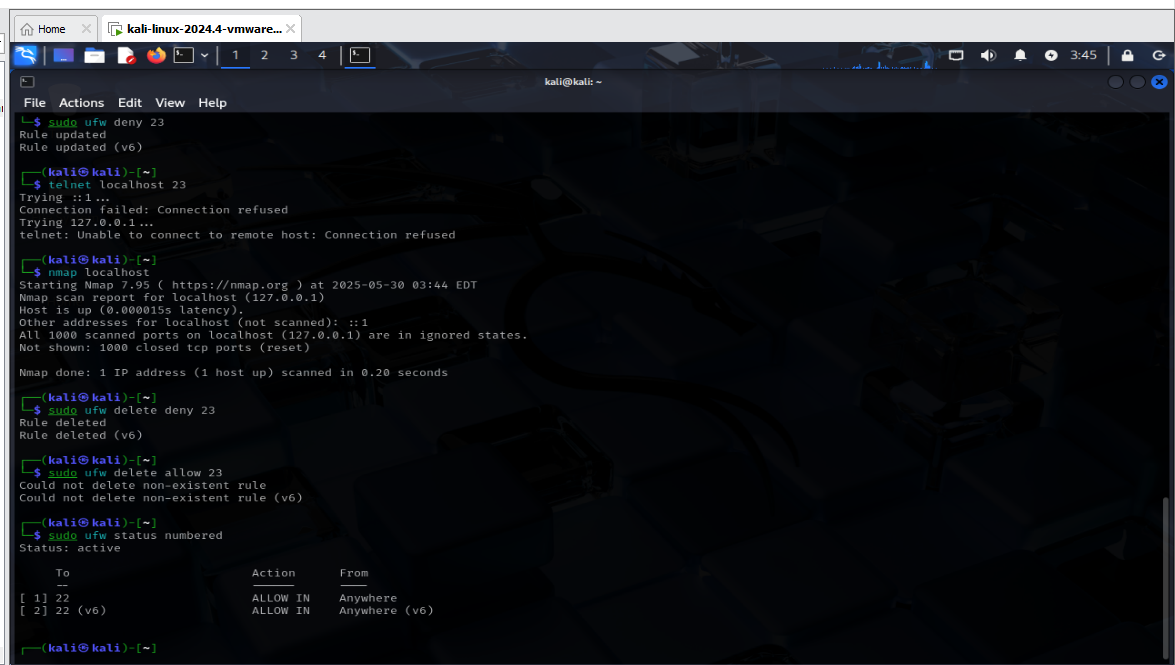 Home
kali-linux-2024.4-vmware...
1 2 3 4
3:45
kali@kali: ~
File Actions Edit View Help
└─$ sudo ufw deny 23
Rule updated
Rule updated (v6)
┌──(kali㉿kali)-[~]
└─$ telnet localhost 23
Trying ::1...
Connection failed: Connection refused
Trying 127.0.0.1...
telnet: Unable to connect to remote host: Connection refused
┌──(kali㉿kali)-[~]
└─$ nmap localhost
Starting Nmap 7.95 ( https://nmap.org ) at 2025-05-30 03:44 EDT
Nmap scan report for localhost (127.0.0.1)
Host is up (0.000015s latency).
Other addresses for localhost (not scanned): ::1
All 1000 scanned ports on localhost (127.0.0.1) are in ignored states.
Not shown: 1000 closed tcp ports (reset)
Nmap done: 1 IP address (1 host up) scanned in 0.20 seconds
┌──(kali㉿kali)-[~]
└─$ sudo ufw delete deny 23
Rule deleted
Rule deleted (v6)
┌──(kali㉿kali)-[~]
└─$ sudo ufw delete allow 23
Could not delete non-existent rule
Could not delete non-existent rule (v6)
┌──(kali㉿kali)-[~]
└─$ sudo ufw status numbered
Status: active
To Action From
-- ------ ----
[ 1] 22 ALLOW IN Anywhere
[ 2] 22 (v6) ALLOW IN Anywhere (v6)
┌──(kali㉿kali)-[~]